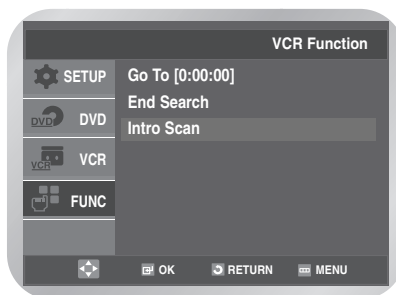 VCR Function
SETUP
DVD DVD
VCR VCR
FUNC
Go To [0:00:00]
End Search
Intro Scan
OK RETURN MENU